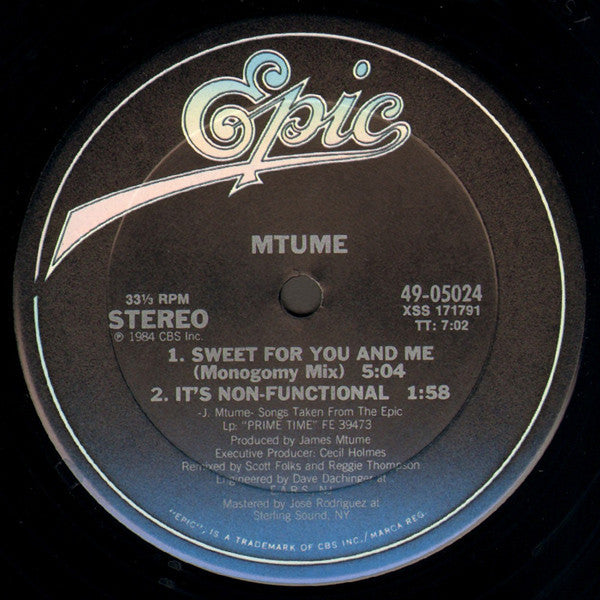 Epic
MTUME
33⅓ RPM
STEREO
℗ 1984 CBS Inc.
49-05024
XSS 171791
TT: 7:02
1. SWEET FOR YOU AND ME
(Monogomy Mix) 5:04
2. IT'S NON-FUNCTIONAL 1:58
-J. Mtume- Songs Taken From The Epic
Lp: "PRIME TIME" FE 39473
Produced by James Mtume
Executive Producer: Cecil Holmes
Remixed by Scott Folks and Reggie Thompson
Engineered by Dave Dachinger at
EARS, NJ
Mastered by José Rodriguez at
Sterling Sound, NY
"EPIC", IS A TRADEMARK OF CBS INC./MARCA REG.